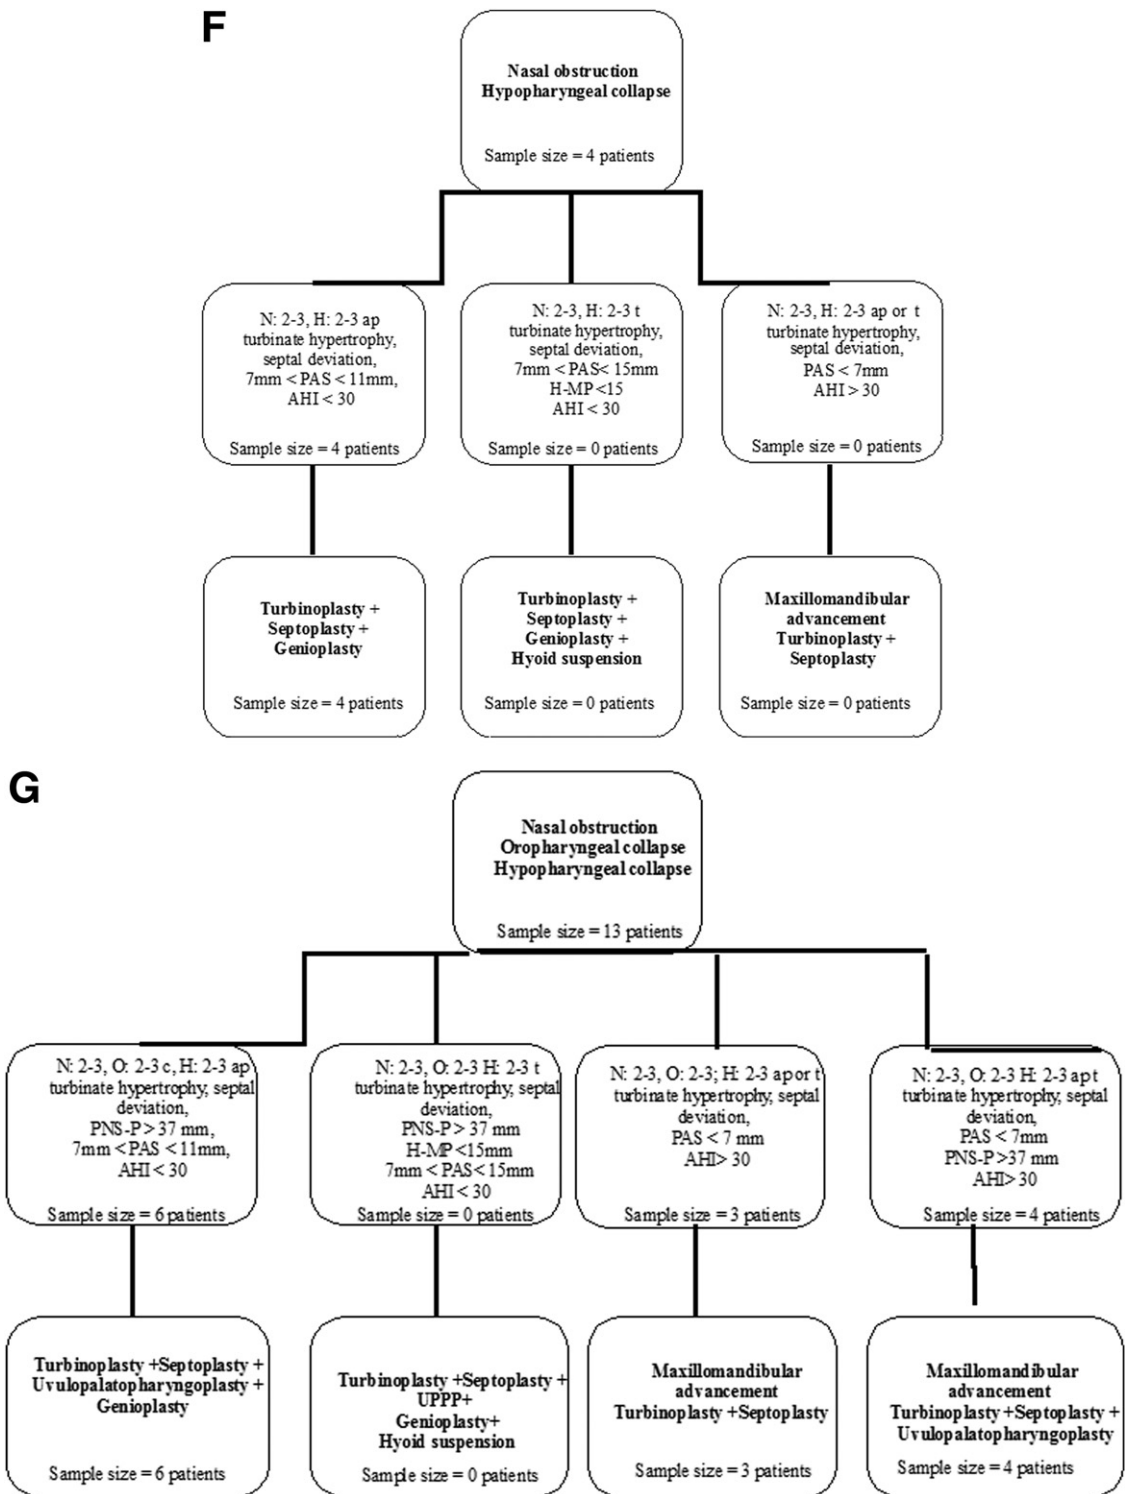 F
Nasal obstruction
Hypopharyngeal collapse
Sample size = 4 patients
N: 2-3, H: 2-3 ap
turbinate hypertrophy,
septal deviation,
7mm < PAS < 11mm,
AHI < 30
Sample size = 4 patients
N: 2-3, H: 2-3 t
turbinate hypertrophy,
septal deviation,
7mm < PAS< 15mm
H-MP <15
AHI < 30
Sample size = 0 patients
N: 2-3, H: 2-3 ap or t
turbinate hypertrophy,
septal deviation,
PAS < 7mm
AHI > 30
Sample size = 0 patients
Turbinoplasty +
Septoplasty +
Genioplasty
Sample size = 4 patients
Turbinoplasty +
Septoplasty +
Genioplasty +
Hyoid suspension
Sample size = 0 patients
Maxillomandibular
advancement
Turbinoplasty +
Septoplasty
Sample size = 0 patients
G
Nasal obstruction
Oropharyngeal collapse
Hypopharyngeal collapse
Sample size = 13 patients
N: 2-3, O: 2-3 c, H: 2-3 ap
turbinate hypertrophy, septal
deviation,
PNS-P > 37 mm,
7mm < PAS < 11mm,
AHI < 30
Sample size = 6 patients
N: 2-3, O: 2-3 H: 2-3 t
turbinate hypertrophy, septal
deviation,
PNS-P > 37 mm
H-MP <15mm
7mm < PAS< 15mm
AHI < 30
Sample size = 0 patients
N: 2-3, O: 2-3; H: 2-3 ap or t
turbinate hypertrophy, septal
deviation,
PAS < 7 mm
AHI> 30
Sample size = 3 patients
N: 2-3, O: 2-3 H: 2-3 ap t
turbinate hypertrophy, septal
deviation,
PAS < 7mm
PNS-P >37 mm
AHI> 30
Sample size = 4 patients
Turbinoplasty +Septoplasty +
Uvulopalatopharyngoplasty +
Genioplasty
Sample size = 6 patients
Turbinoplasty +Septoplasty +
UPPP+
Genioplasty+
Hyoid suspension
Sample size = 0 patients
Maxillomandibular
advancement
Turbinoplasty +Septoplasty
Sample size = 3 patients
Maxillomandibular
advancement
Turbinoplasty +Septoplasty +
Uvulopalatopharyngoplasty
Sample size = 4 patients